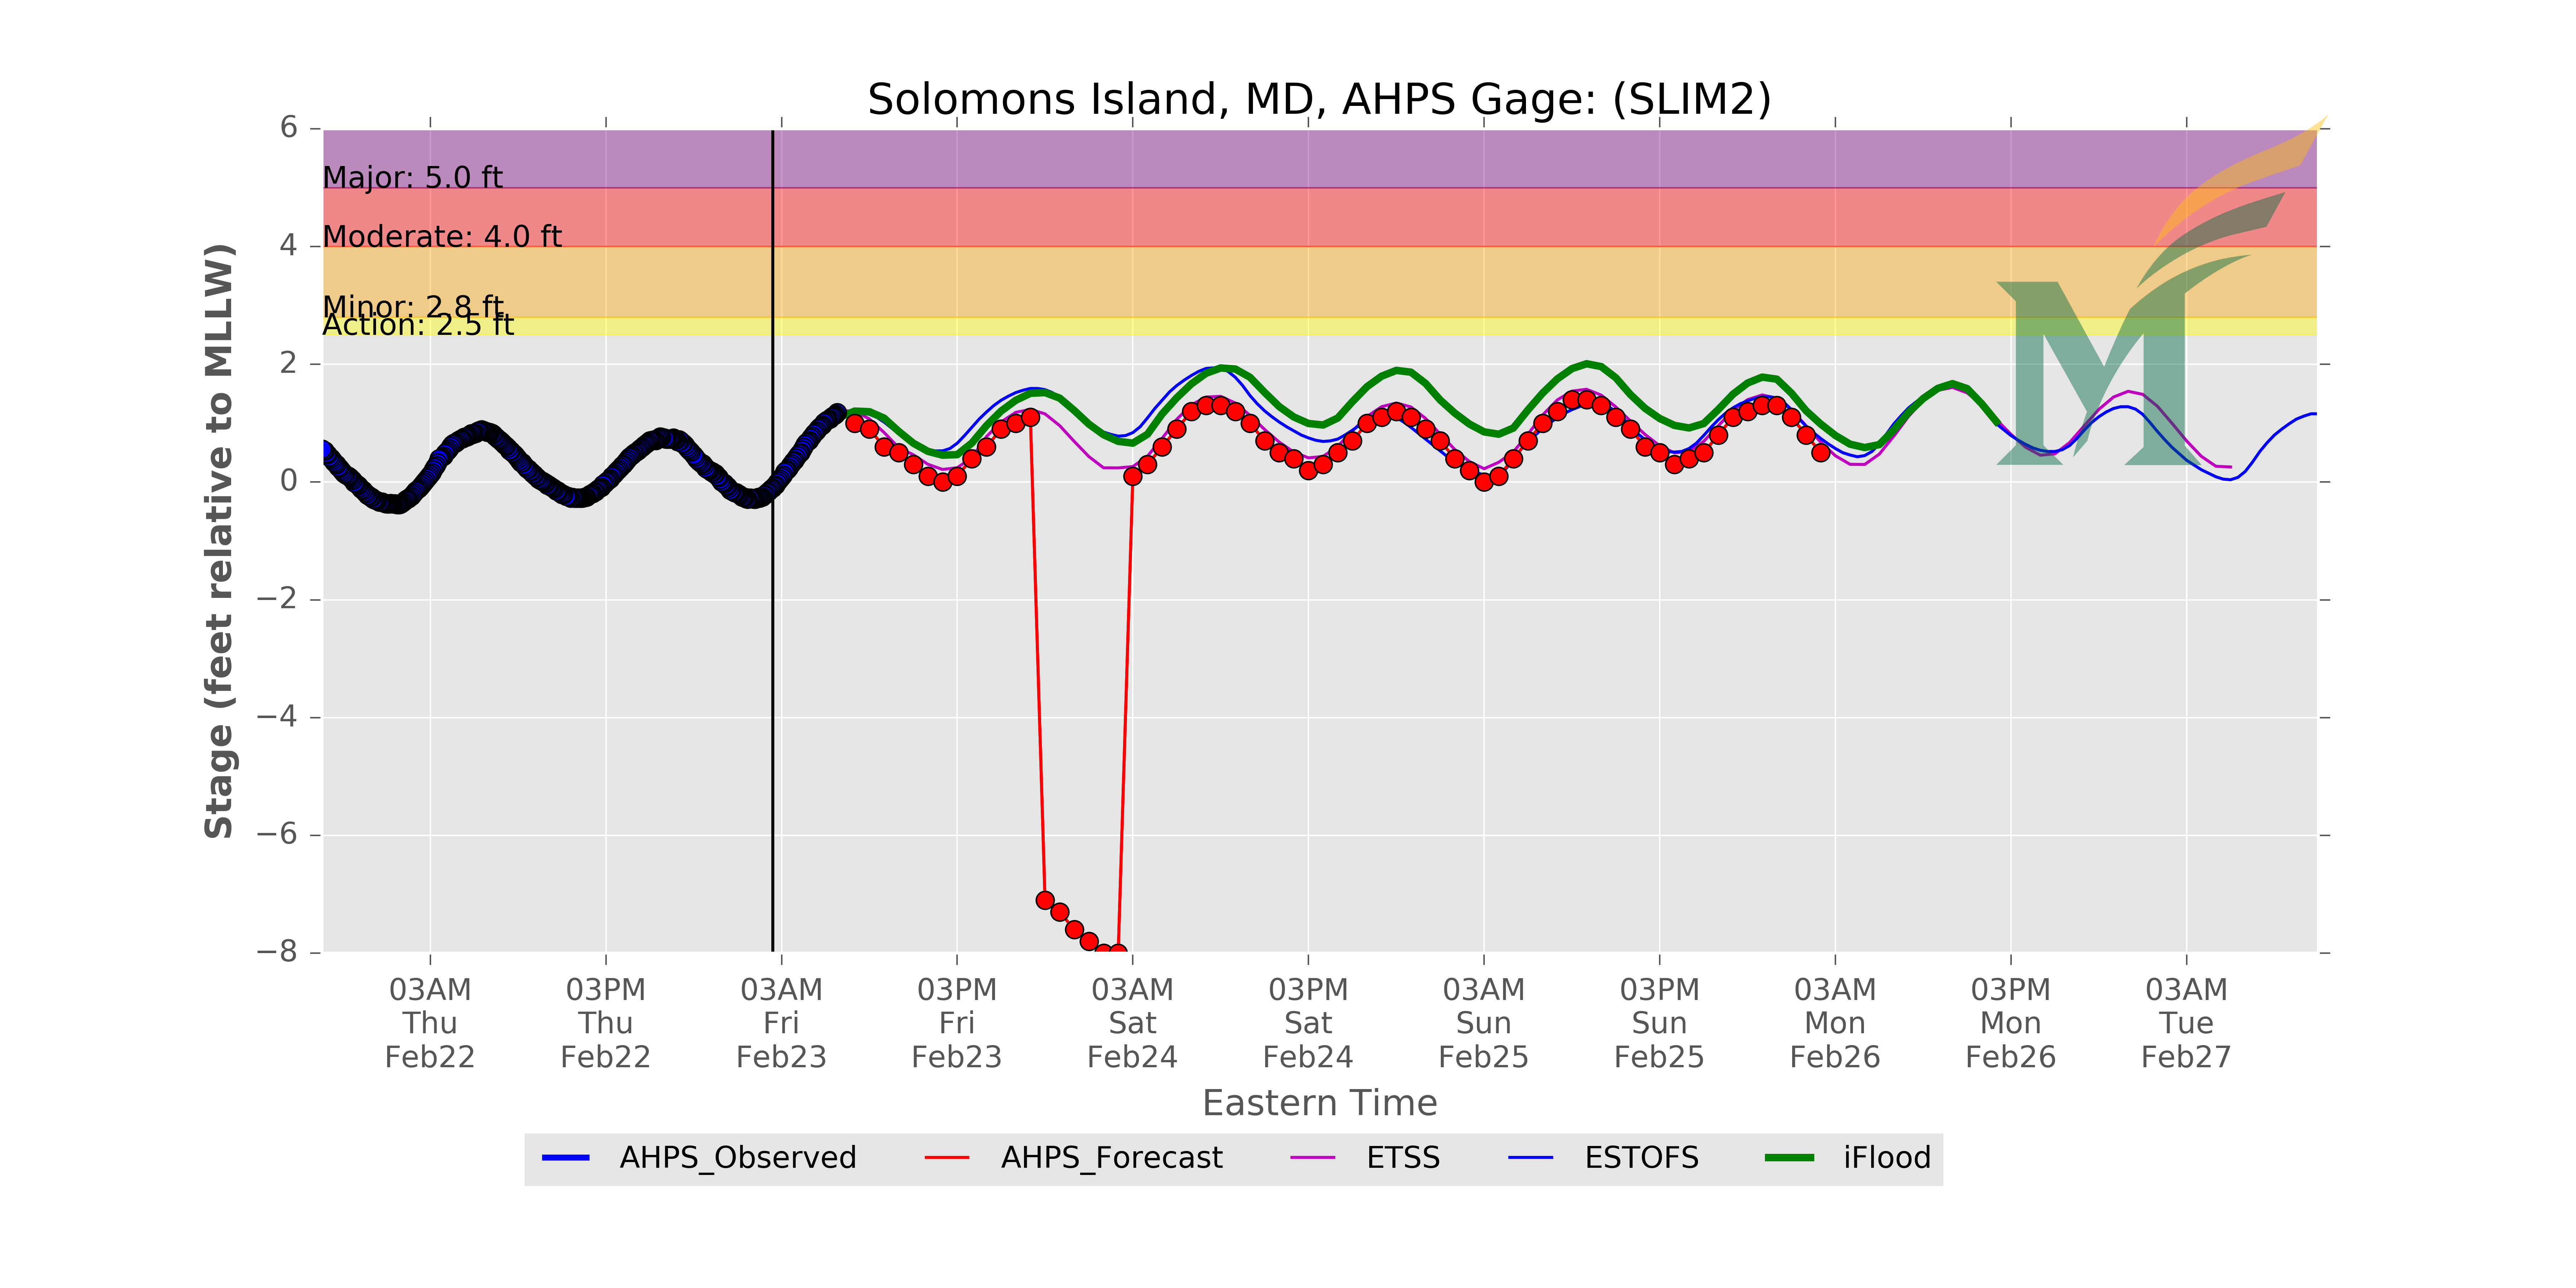 Solomons Island, MD, AHPS Gage: (SLIM2)
6
Major: 5.0 ft
Moderate: 4.0 ft
4
Minor: 2.8 ft
Action: 2.5 ft
2
0
−2
−4
−6
−8
Stage (feet relative to MLLW)
M
03AM
Thu
Feb22
03PM
Thu
Feb22
03AM
Fri
Feb23
03PM
Fri
Feb23
03AM
Sat
Feb24
03PM
Sat
Feb24
03AM
Sun
Feb25
03PM
Sun
Feb25
03AM
Mon
Feb26
03PM
Mon
Feb26
03AM
Tue
Feb27
Eastern Time
AHPS_Observed AHPS_Forecast ETSS ESTOFS iFlood